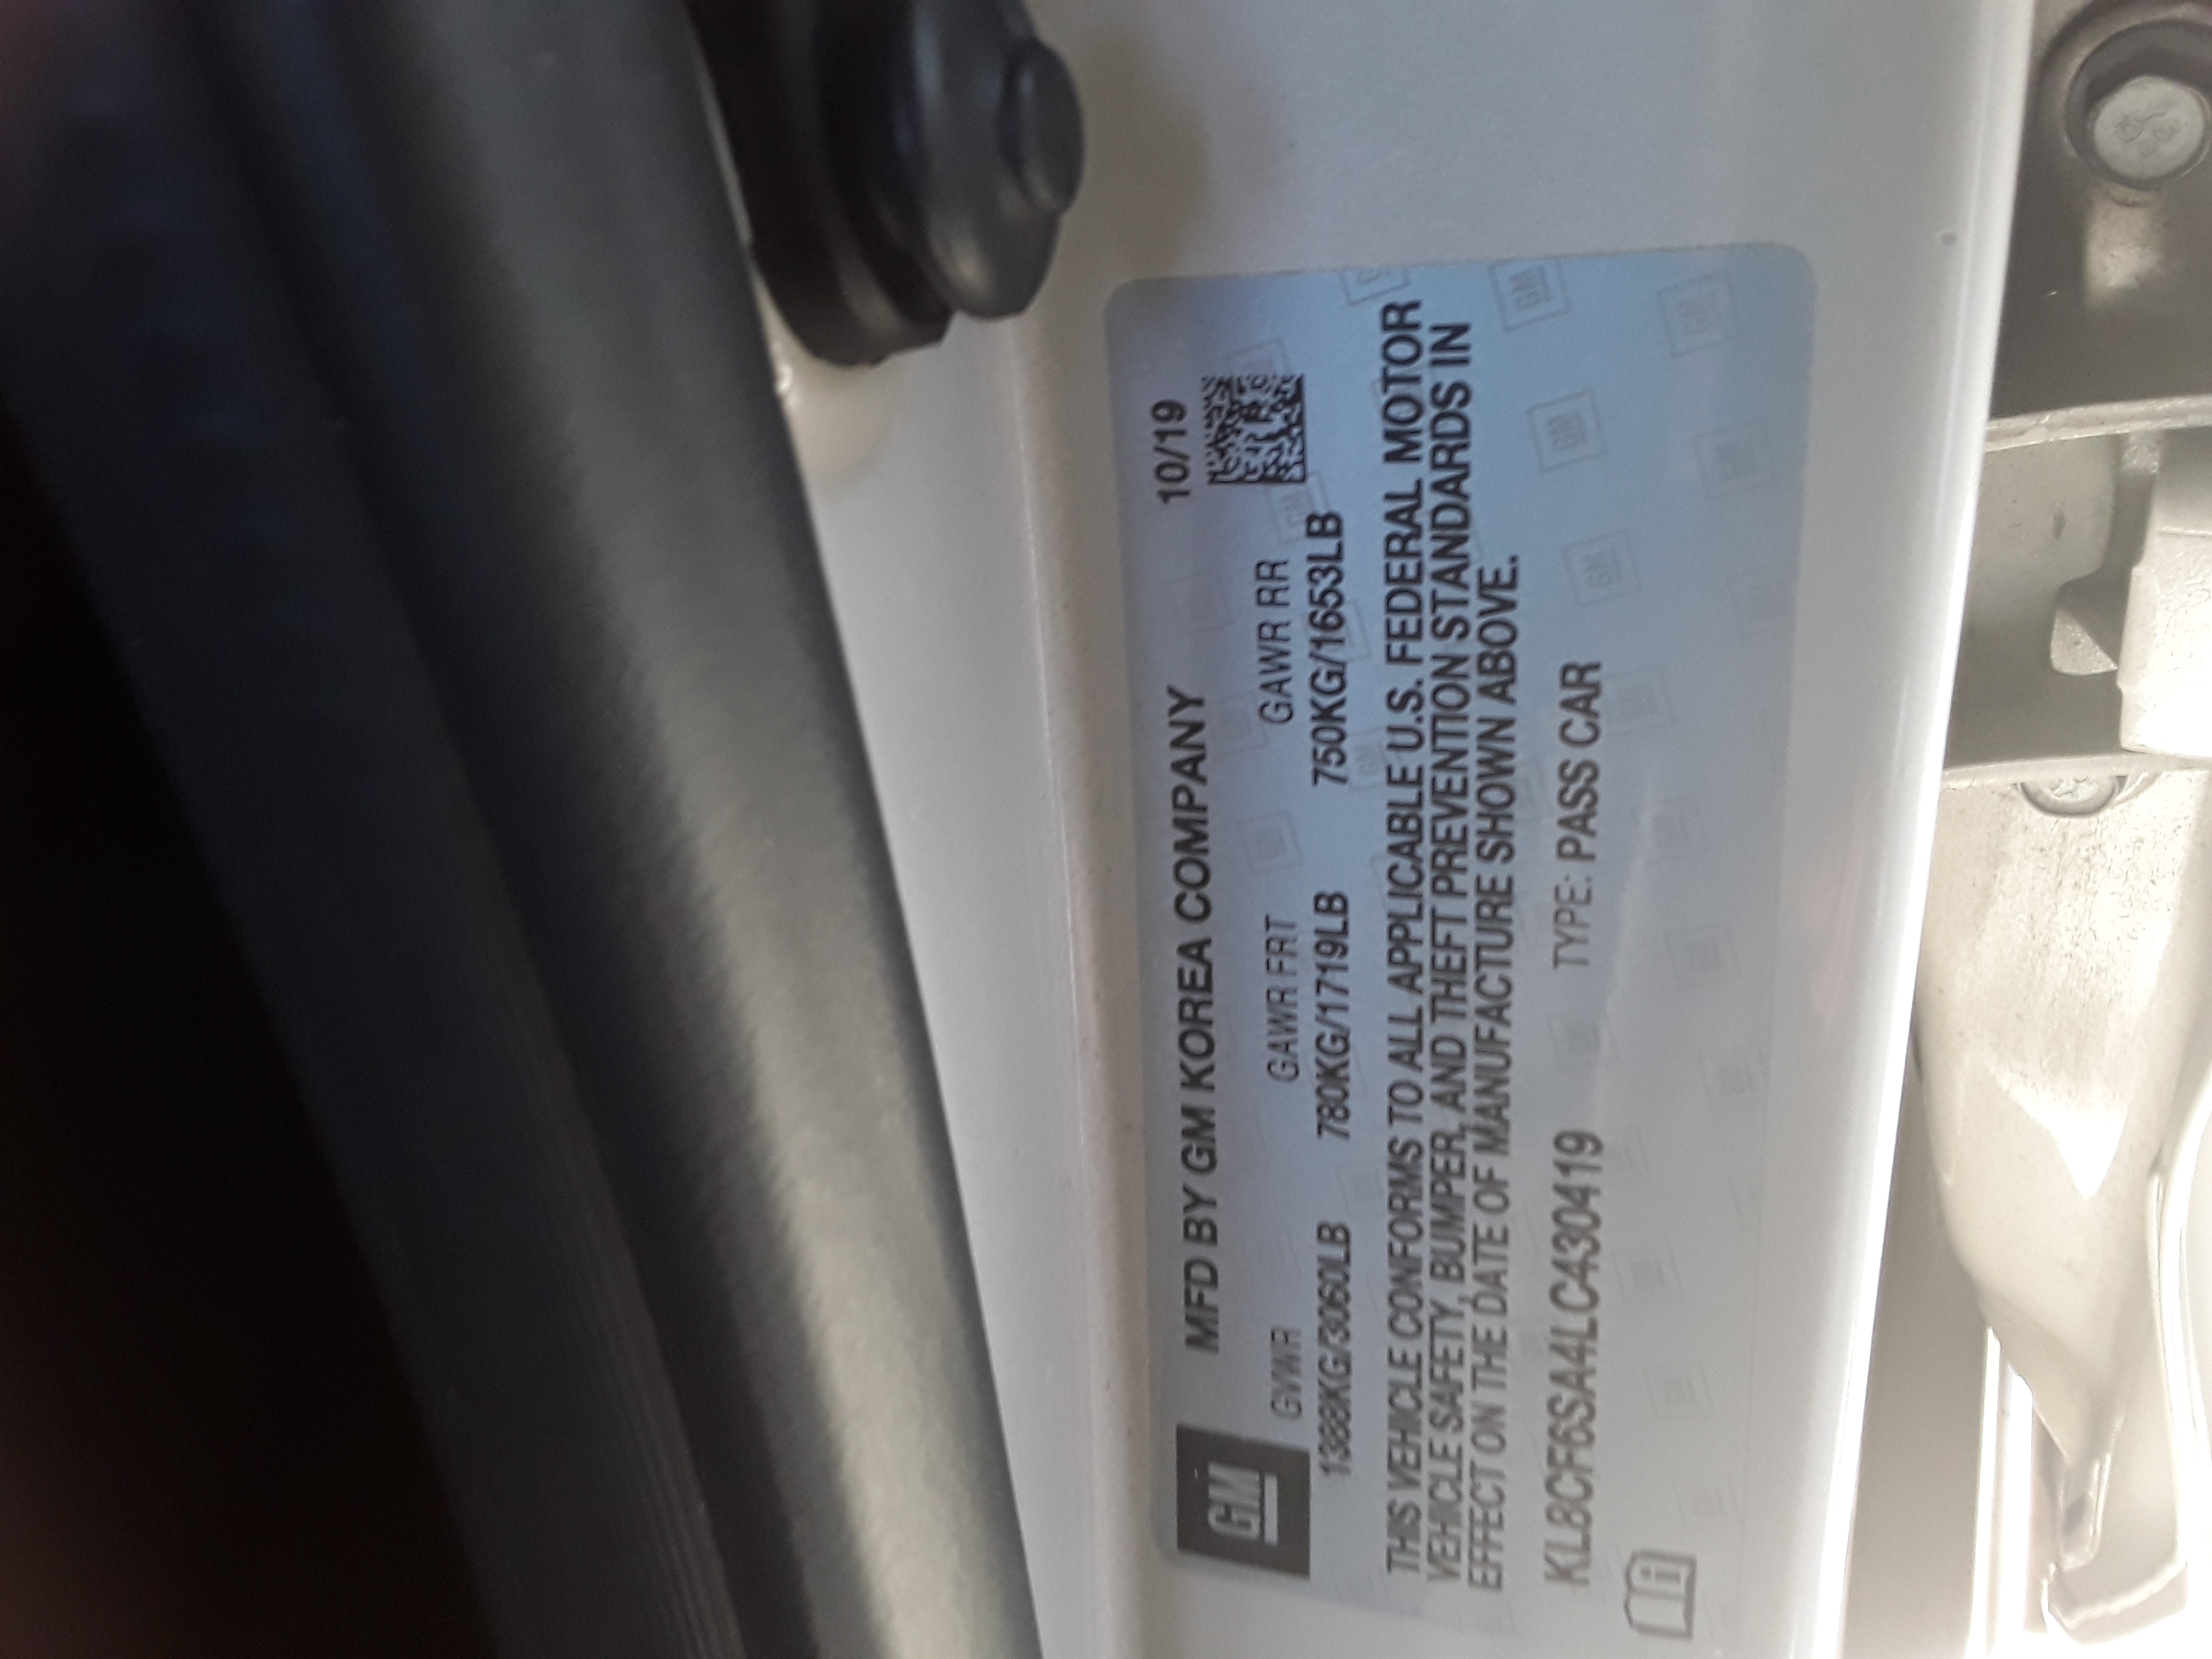 GM
MFD BY GM KOREA COMPANY 10/19
GVWR GAWR FRT GAWR RR
1388KG/3060LB 780KG/1719LB 750KG/1653LB
THIS VEHICLE CONFORMS TO ALL APPLICABLE U.S. FEDERAL MOTOR
VEHICLE SAFETY, BUMPER, AND THEFT PREVENTION STANDARDS IN
EFFECT ON THE DATE OF MANUFACTURE SHOWN ABOVE.
KL8CF6SA4LC430419 TYPE: PASS CAR